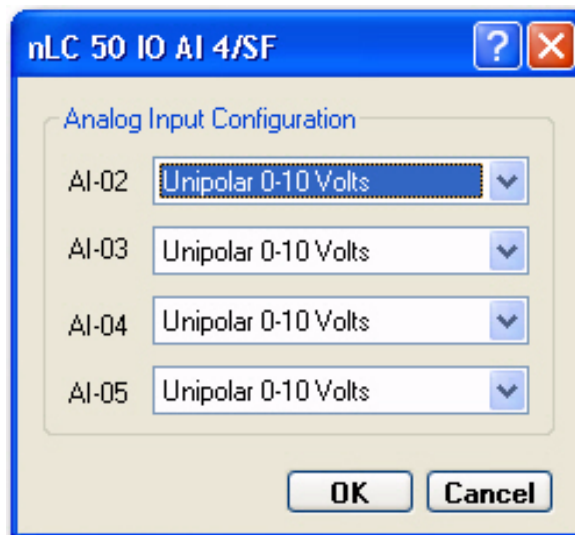 nLC 50 IO AI 4/SF ?
Analog Input Configuration
AI-02 Unipolar 0-10 Volts
AI-03 Unipolar 0-10 Volts
AI-04 Unipolar 0-10 Volts
AI-05 Unipolar 0-10 Volts
OK Cancel